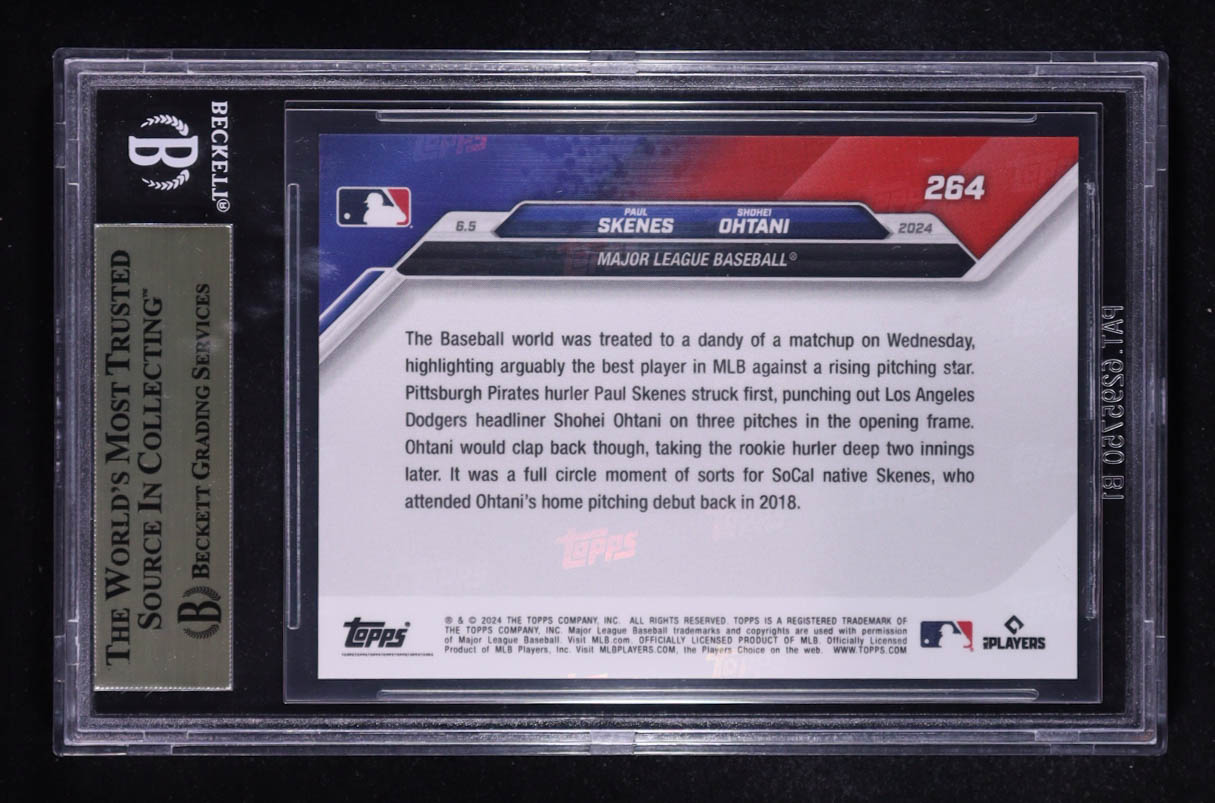 BECKETT®
B
THE WORLD'S MOST TRUSTED
SOURCE IN COLLECTING™
B BECKETT GRADING SERVICES
264
6.5
PAUL
SKENES
SHOHEI
OHTANI
2024
MAJOR LEAGUE BASEBALL®
The Baseball world was treated to a dandy of a matchup on Wednesday,
highlighting arguably the best player in MLB against a rising pitching star.
Pittsburgh Pirates hurler Paul Skenes struck first, punching out Los Angeles
Dodgers headliner Shohei Ohtani on three pitches in the opening frame.
Ohtani would clap back though, taking the rookie hurler deep two innings
later. It was a full circle moment of sorts for SoCal native Skenes, who
attended Ohtani's home pitching debut back in 2018.
Topps
Topps
® & © 2024 THE TOPPS COMPANY, INC. ALL RIGHTS RESERVED. TOPPS IS A REGISTERED TRADEMARK OF
THE TOPPS COMPANY, INC. Major League Baseball trademarks and copyrights are used with permission
of Major League Baseball. Visit MLB.com. OFFICIALLY LICENSED PRODUCT OF MLB. Officially Licensed
Product of MLB Players, Inc. Visit MLBPLAYERS.COM, the Players Choice on the web. WWW.TOPPS.COM
PLAYERS